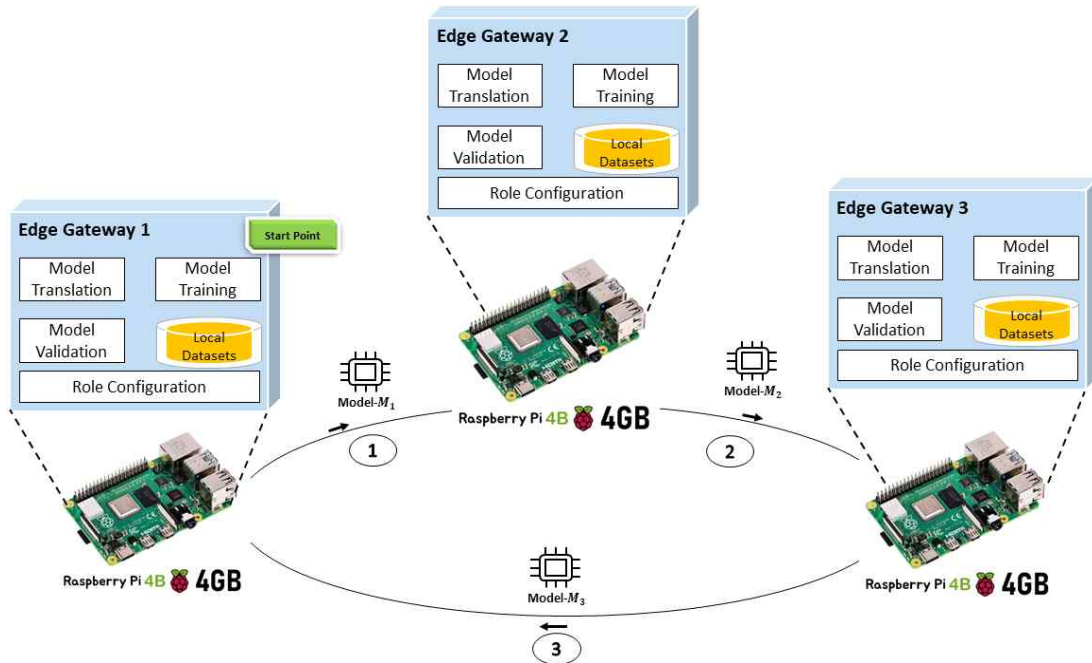 Edge Gateway 2
Model
Translation
Model
Training
Model
Validation
Local
Datasets
Role Configuration
Edge Gateway 1
Start Point
Model
Translation
Model
Training
Model
Validation
Local
Datasets
Role Configuration
Edge Gateway 3
Model
Translation
Model
Training
Model
Validation
Local
Datasets
Role Configuration
Model-M₁
1
Raspberry Pi 4B 4GB
Model-M₂
2
Raspberry Pi 4B 4GB
Raspberry Pi 4B 4GB
Model-M₃
3